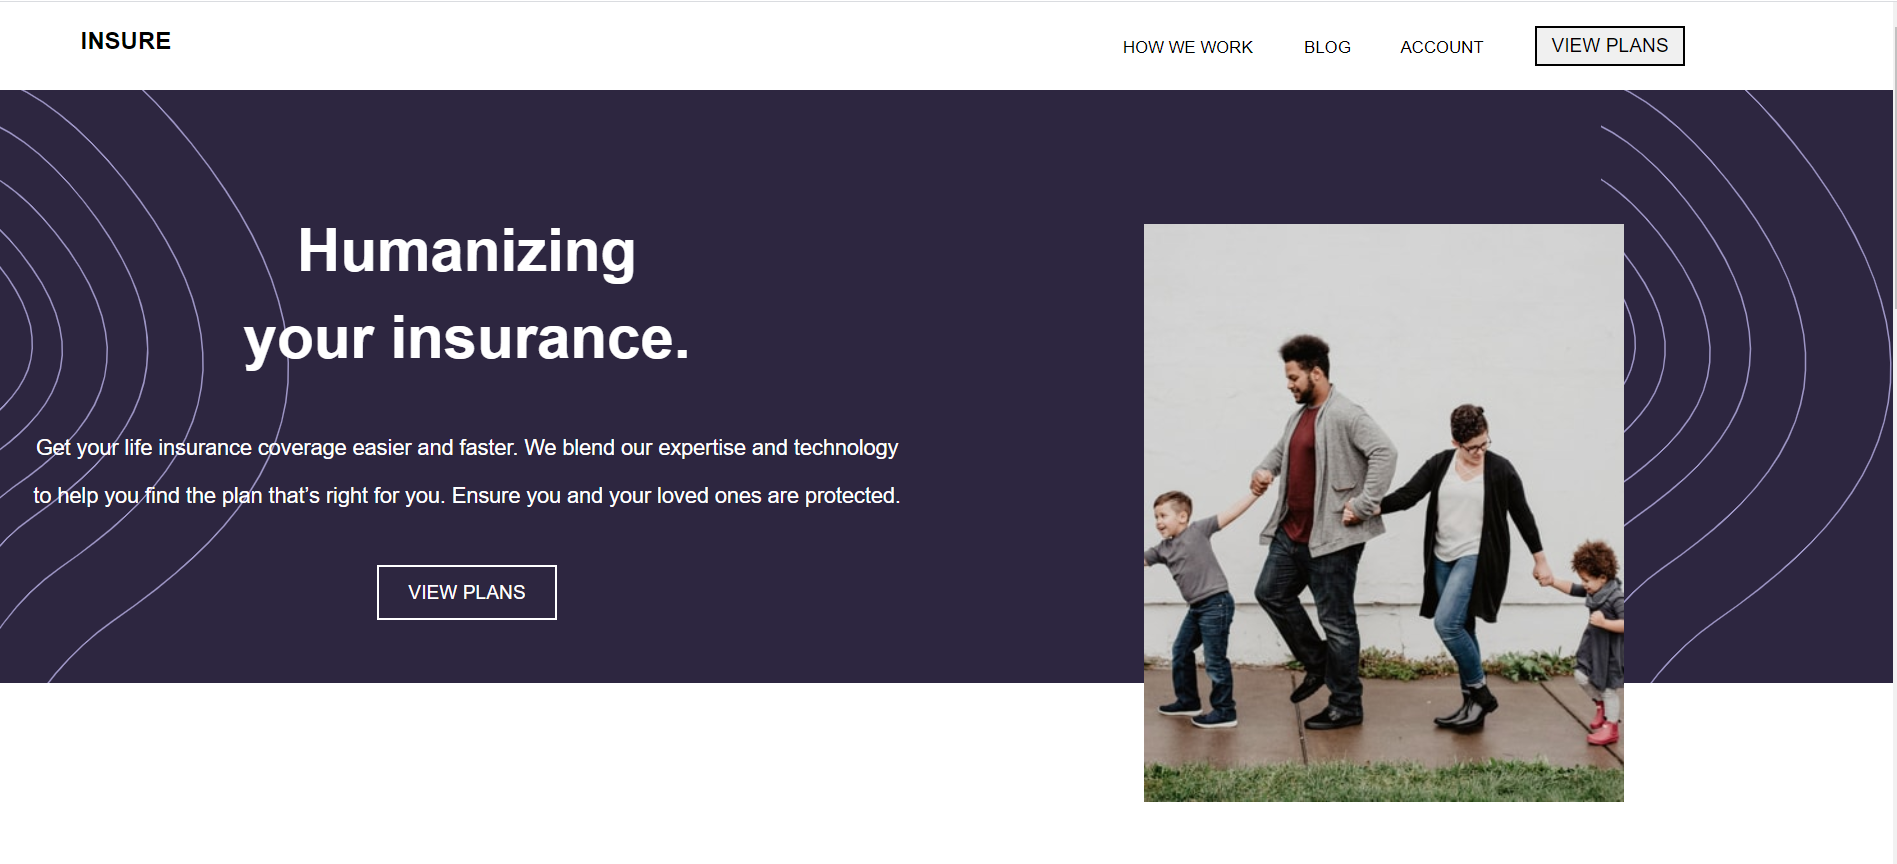 INSURE
HOW WE WORK BLOG ACCOUNT VIEW PLANS
Humanizing
your insurance.
Get your life insurance coverage easier and faster. We blend our expertise and technology
to help you find the plan that’s right for you. Ensure you and your loved ones are protected.
VIEW PLANS